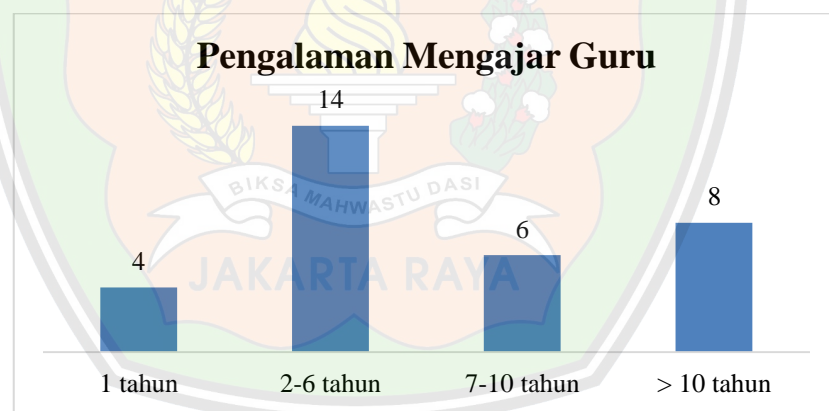 Pengalaman Mengajar Guru
14
8
6
4
BIKSA MAHWASTU DASI
JAKARTA RAYA
1 tahun
2-6 tahun
7-10 tahun
> 10 tahun